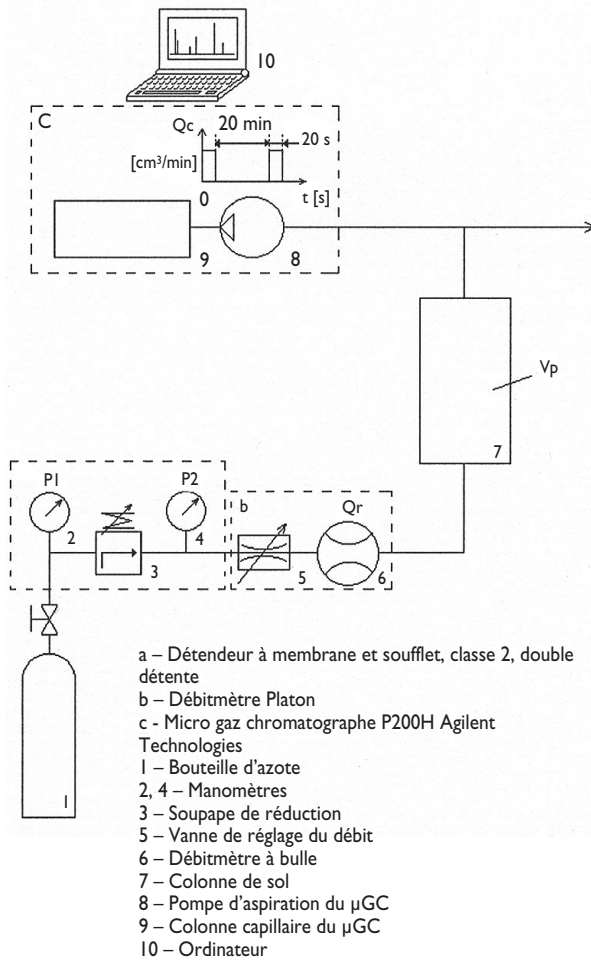 10
C
Qc
20 min
20 s
[cm³/min]
0
t [s]
9
8
Vp
7
P1
P2
2
4
3
b
Qr
5
6
1
a – Détendeur à membrane et soufflet, classe 2, double
détente
b – Débitmètre Platon
c - Micro gaz chromatographe P200H Agilent
Technologies
1 – Bouteille d'azote
2, 4 – Manomètres
3 – Soupape de réduction
5 – Vanne de réglage du débit
6 – Débitmètre à bulle
7 – Colonne de sol
8 – Pompe d'aspiration du µGC
9 – Colonne capillaire du µGC
10 – Ordinateur